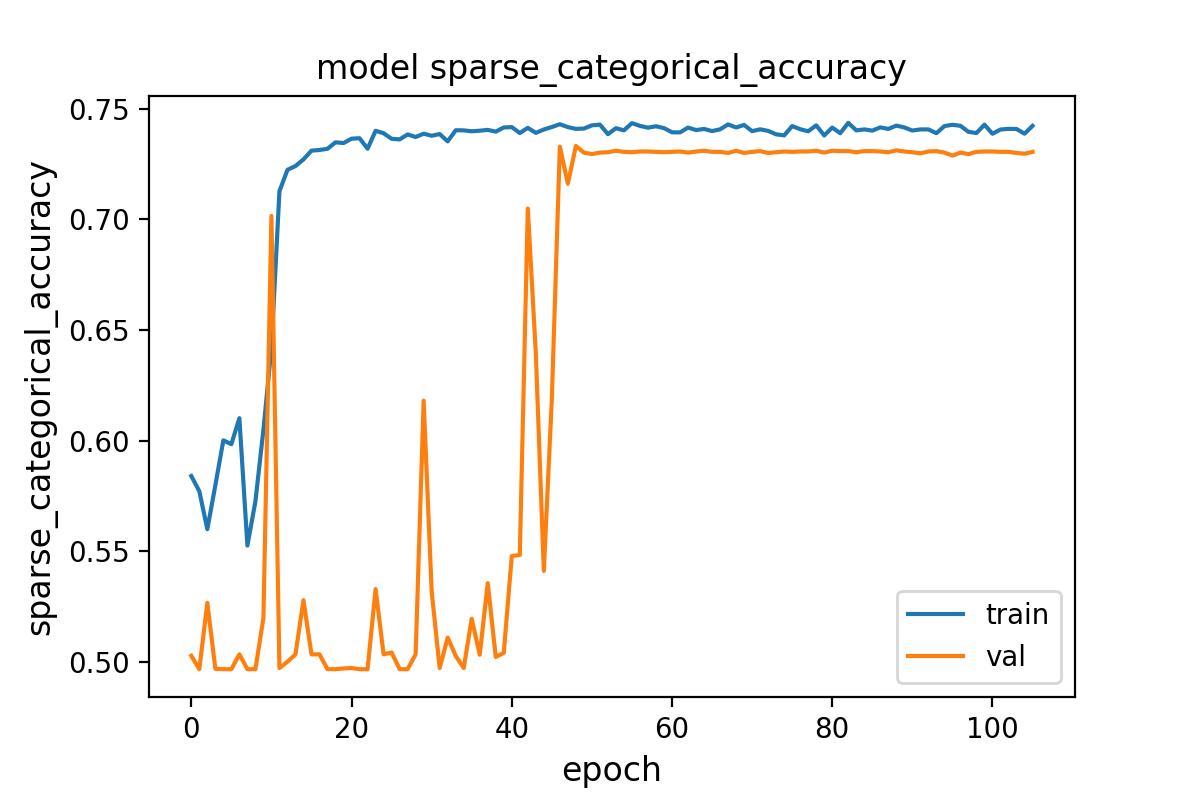 model sparse_categorical_accuracy
sparse_categorical_accuracy
0.75
0.70
0.65
0.60
0.55
0.50
train
val
0 20 40 60 80 100
epoch